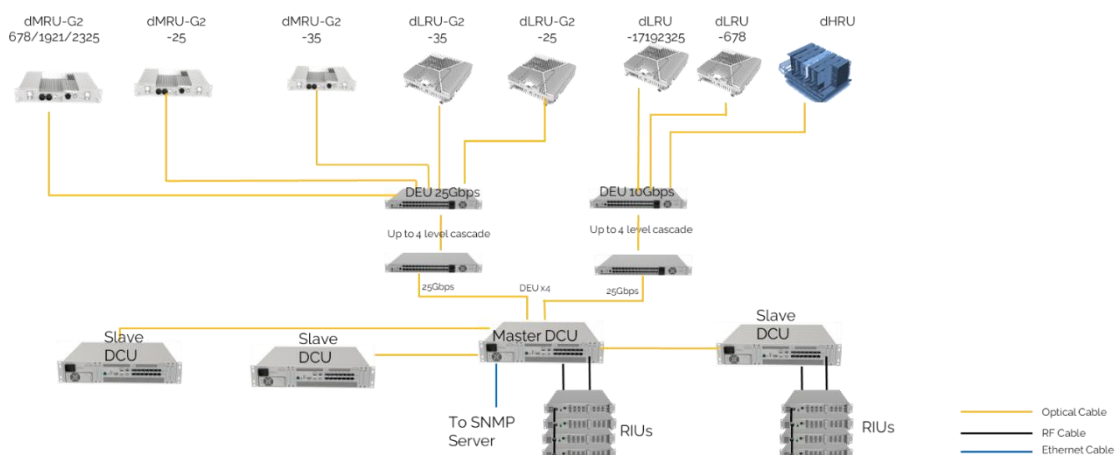 dMRU-G2
678/1921/2325
dMRU-G2
-25
dMRU-G2
-35
dLRU-G2
-35
dLRU-G2
-25
dLRU
-17192325
dLRU
-678
dHRU
DEU 25Gbps
DEU 10Gbps
Up to 4 level cascade
Up to 4 level cascade
25Gbps
DEU x4
25Gbps
Slave
DCU
Slave
DCU
Master DCU
Slave
DCU
To SNMP
Server
RIUs
RIUs
Optical Cable
RF Cable
Ethernet Cable